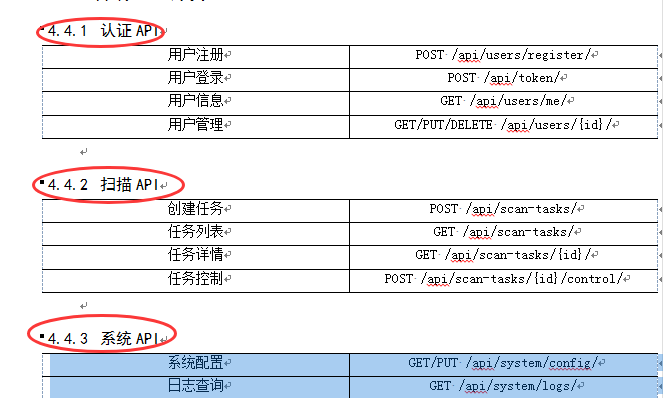 4.4.1 认证 API
用户注册 POST /api/users/register/
用户登录 POST /api/token/
用户信息 GET /api/users/me/
用户管理 GET/PUT/DELETE /api/users/{id}/
4.4.2 扫描 API
创建任务 POST /api/scan-tasks/
任务列表 GET /api/scan-tasks/
任务详情 GET /api/scan-tasks/{id}/
任务控制 POST /api/scan-tasks/{id}/control/
4.4.3 系统 API
系统配置 GET/PUT /api/system/config/
日志查询 GET /api/system/logs/